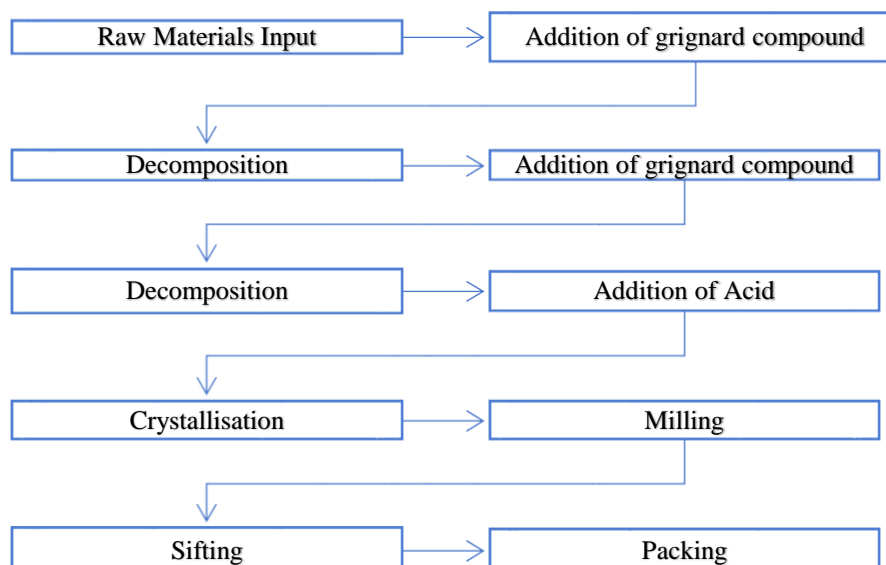 Raw Materials Input
Addition of grignard compound
Decomposition
Addition of grignard compound
Decomposition
Addition of Acid
Crystallisation
Milling
Sifting
Packing